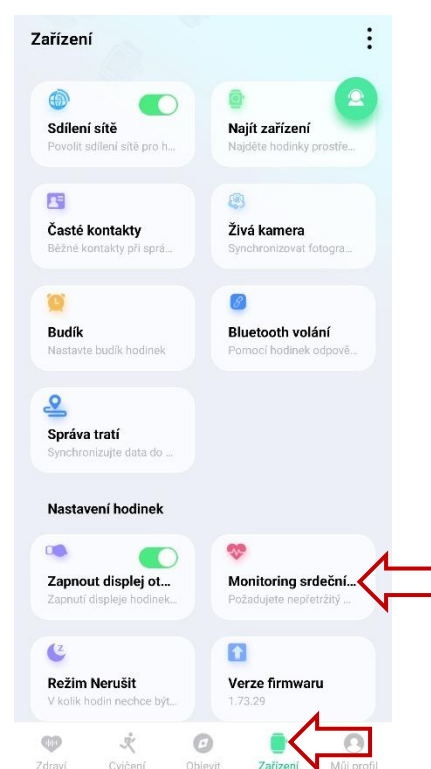 Zařízení
Sdílení sítě
Povolit sdílení sítě pro h...
Najít zařízení
Najděte hodinky prostře...
Časté kontakty
Běžné kontakty při sprá...
Živá kamera
Synchronizovat fotogra...
Budík
Nastavte budík hodinek
Bluetooth volání
Pomocí hodinek odpově...
Správa tratí
Synchronizujte data do ...
Nastavení hodinek
Zapnout displej ot...
Zapnutí displeje hodinek...
Monitoring srdeční...
Požadujete nepřetržitý ...
Režim Nerušit
V kolik hodin nechce být...
Verze firmwaru
1.73.29
Zdraví
Cvičení
Objevit
Zařízení
Můj profil